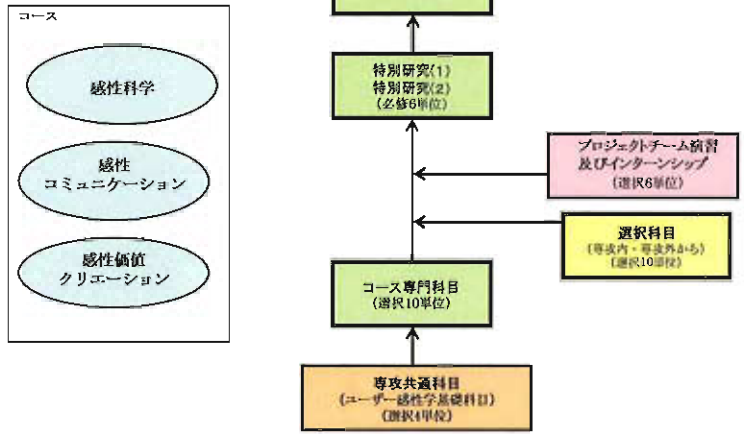 コース
感性科学
感性
コミュニケーション
感性価値
クリエーション
特別研究(1)
特別研究(2)
(必修6単位)
プロジェクトチーム演習
及びインターンシップ
(選択6単位)
選択科目
(専攻内・専攻外から)
(選択10単位)
コース専門科目
(選択10単位)
専攻共通科目
(ユーザー感性学基礎科目)
(選択4単位)